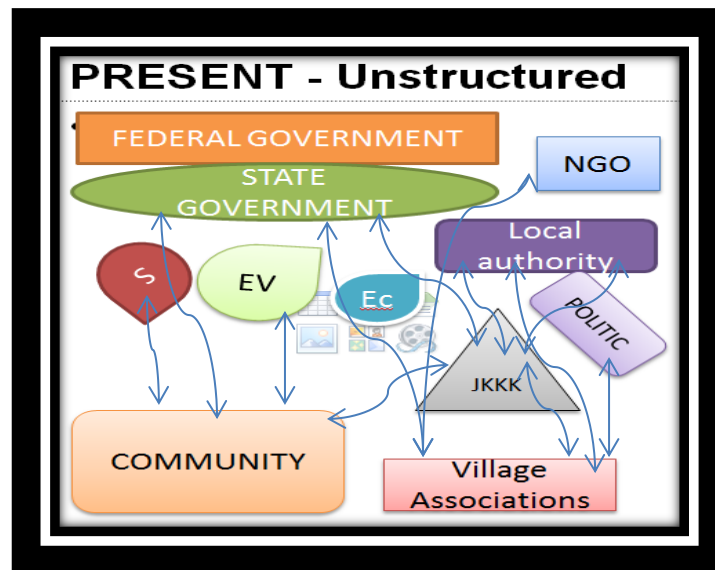 PRESENT - Unstructured
FEDERAL GOVERNMENT
STATE
GOVERNMENT
NGO
Local
authority
S
EV
Ec
POLITIC
JKKK
COMMUNITY
Village
Associations